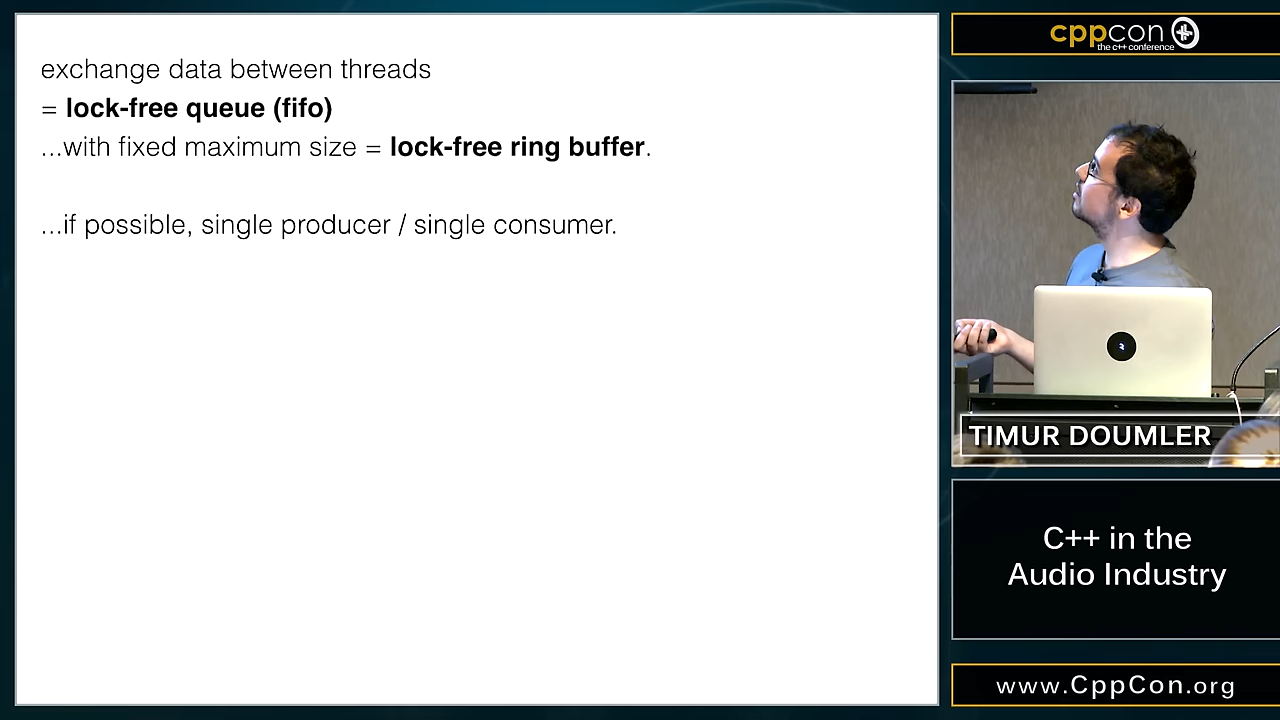 exchange data between threads
= lock-free queue (fifo)
...with fixed maximum size = lock-free ring buffer.
...if possible, single producer / single consumer.
cppcon
the c++ conference
TIMUR DOUMLER
C++ in the
Audio Industry
www.CppCon.org